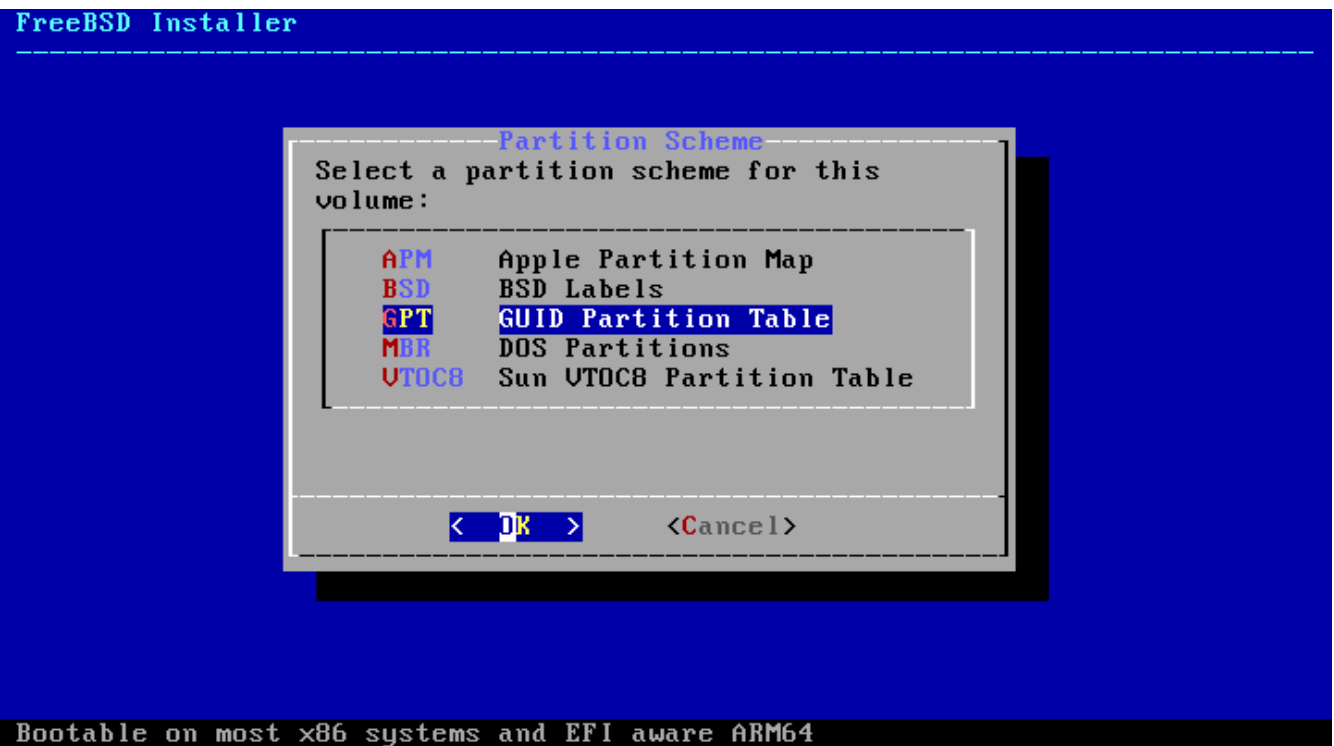 FreeBSD Installer
Partition Scheme
Select a partition scheme for this
volume:
APM Apple Partition Map
BSD BSD Labels
GPT GUID Partition Table
MBR DOS Partitions
VTOC8 Sun VTOC8 Partition Table
< OK > <Cancel>
Bootable on most x86 systems and EFI aware ARM64